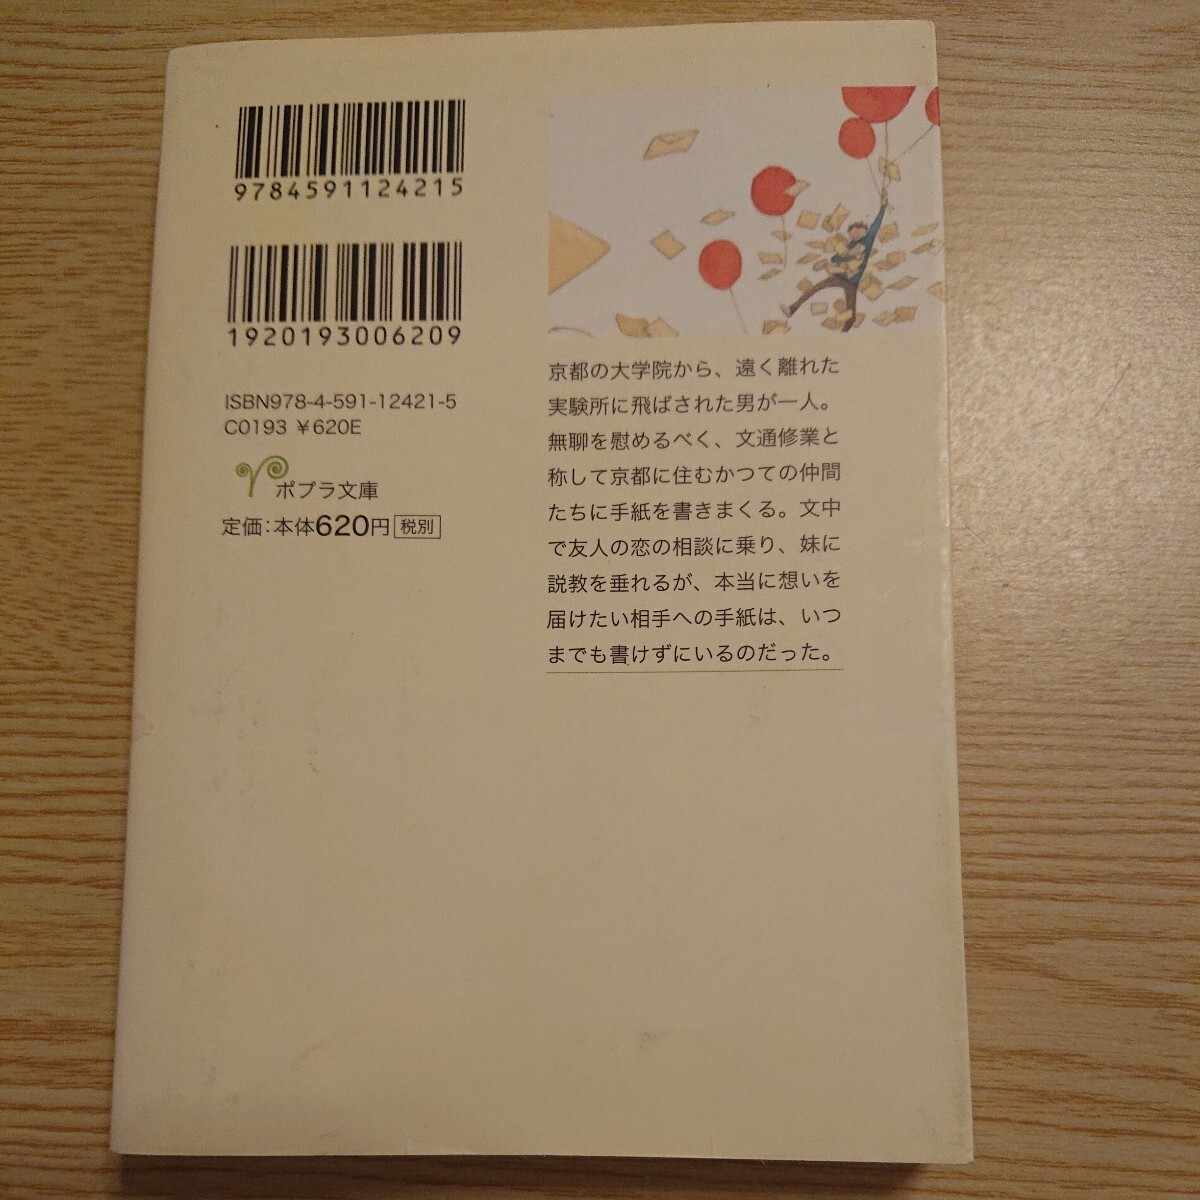 9784591124215
1920193006209
ISBN978-4-591-12421-5
C0193 ¥620E
ポプラ文庫
定価:本体620円 税別
京都の大学院から、遠く離れた
実験所に飛ばされた男が一人。
無聊を慰めるべく、文通修業と
称して京都に住むかつての仲間
たちに手紙を書きまくる。文中
で友人の恋の相談に乗り、妹に
説教を垂れるが、本当に想いを
届けたい相手への手紙は、いつ
までも書けずにいるのだった。